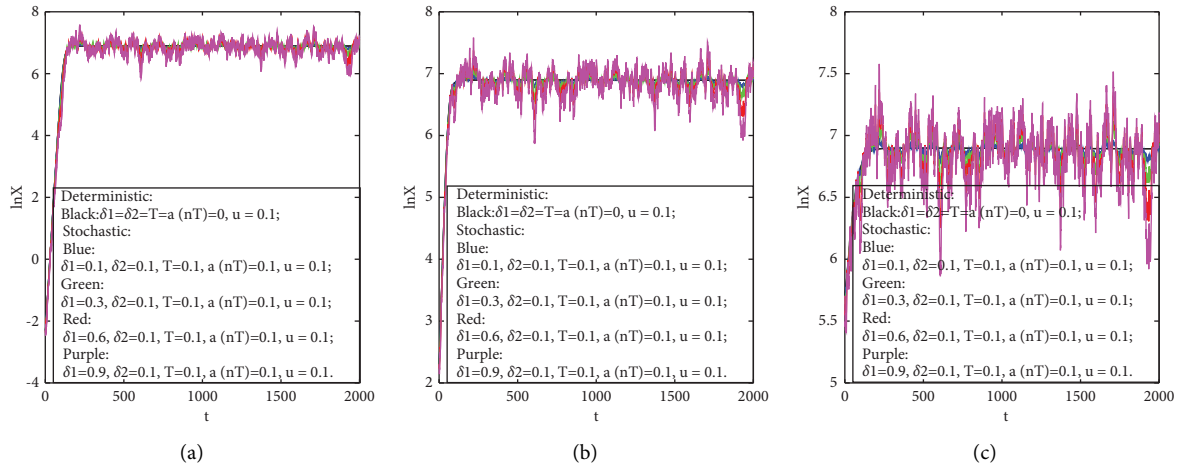 8
6
4
2
0
-2
-4
lnX
Deterministic:
Black:δ1=δ2=T=a (nT)=0, u = 0.1;
Stochastic:
Blue:
δ1=0.1, δ2=0.1, T=0.1, a (nT)=0.1, u = 0.1;
Green:
δ1=0.3, δ2=0.1, T=0.1, a (nT)=0.1, u = 0.1;
Red:
δ1=0.6, δ2=0.1, T=0.1, a (nT)=0.1, u = 0.1;
Purple:
δ1=0.9, δ2=0.1, T=0.1, a (nT)=0.1, u = 0.1.
0 500 1000 1500 2000
t
(a)
8
7
6
5
4
3
2
lnX
Deterministic:
Black:δ1=δ2=T=a (nT)=0, u = 0.1;
Stochastic:
Blue:
δ1=0.1, δ2=0.1, T=0.1, a (nT)=0.1, u = 0.1;
Green:
δ1=0.3, δ2=0.1, T=0.1, a (nT)=0.1, u = 0.1;
Red:
δ1=0.6, δ2=0.1, T=0.1, a (nT)=0.1, u = 0.1;
Purple:
δ1=0.9, δ2=0.1, T=0.1, a (nT)=0.1, u = 0.1.
0 500 1000 1500 2000
t
(b)
8
7.5
7
6.5
6
5.5
5
lnX
Deterministic:
Black:δ1=δ2=T=a (nT)=0, u = 0.1;
Stochastic:
Blue:
δ1=0.1, δ2=0.1, T=0.1, a (nT)=0.1, u = 0.1;
Green:
δ1=0.3, δ2=0.1, T=0.1, a (nT)=0.1, u = 0.1;
Red:
δ1=0.6, δ2=0.1, T=0.1, a (nT)=0.1, u = 0.1;
Purple:
δ1=0.9, δ2=0.1, T=0.1, a (nT)=0.1, u = 0.1.
0 500 1000 1500 2000
t
(c)